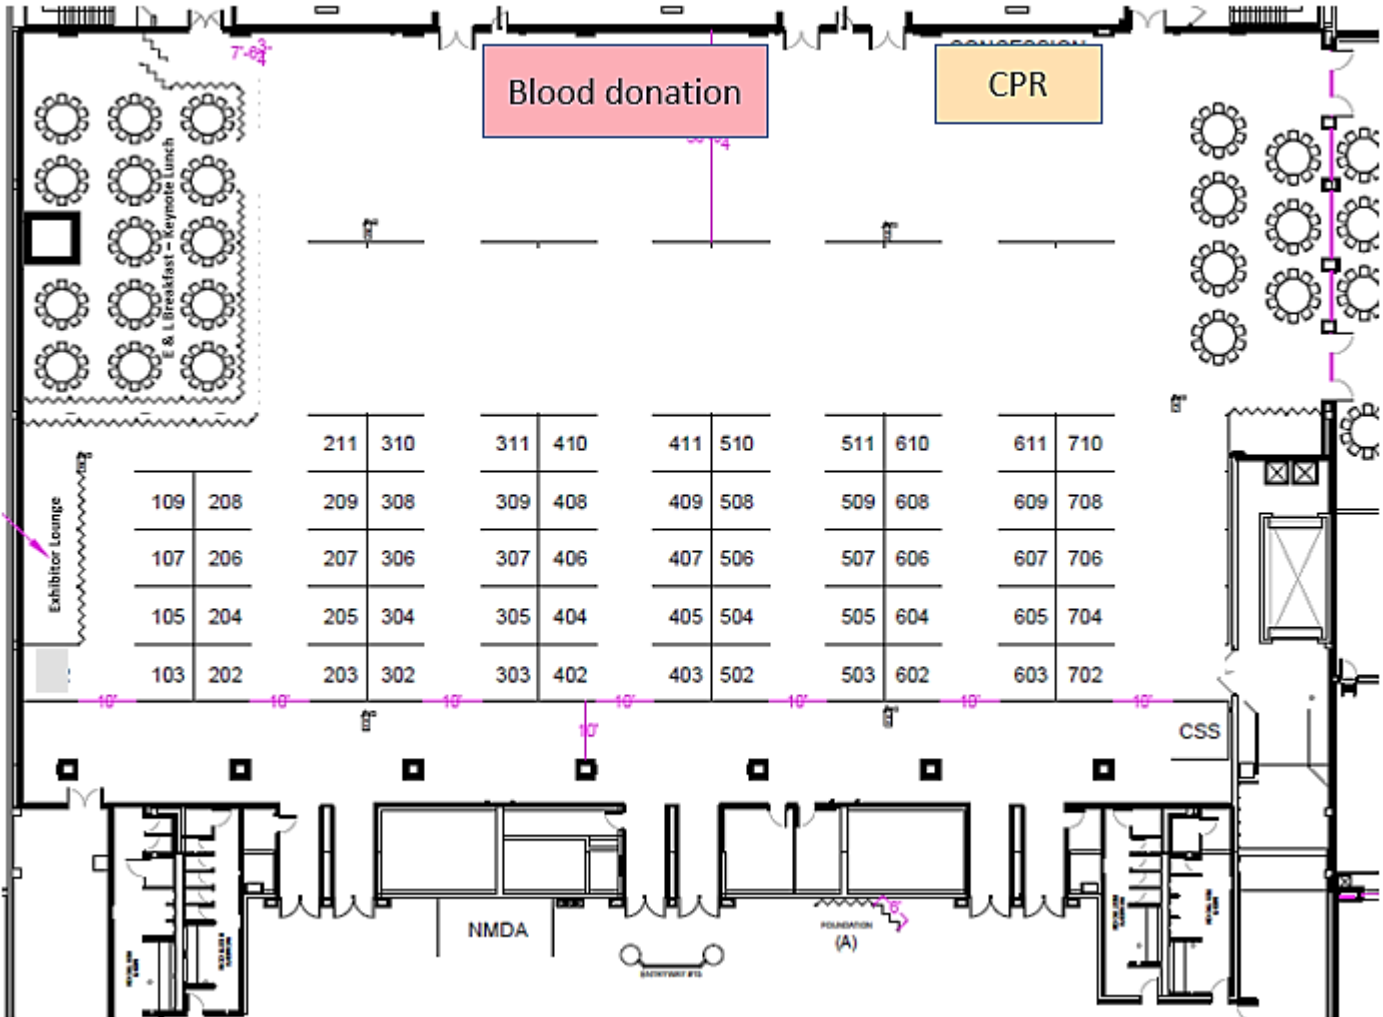 Blood donation
CPR
E & L Breakfast – Keynote Lunch
211 310 311 410 411 510 511 610 611 710
109 208 209 308 309 408 409 508 509 608 609 708
107 206 207 306 307 406 407 506 507 606 607 706
Exhibitor Lounge
105 204 205 304 305 404 405 504 505 604 605 704
103 202 203 302 303 402 403 502 503 602 603 702
10' 10' 10' 10' 10' 10' 10'
10'
CSS
6'
NMDA
FOUNDATION
(A)